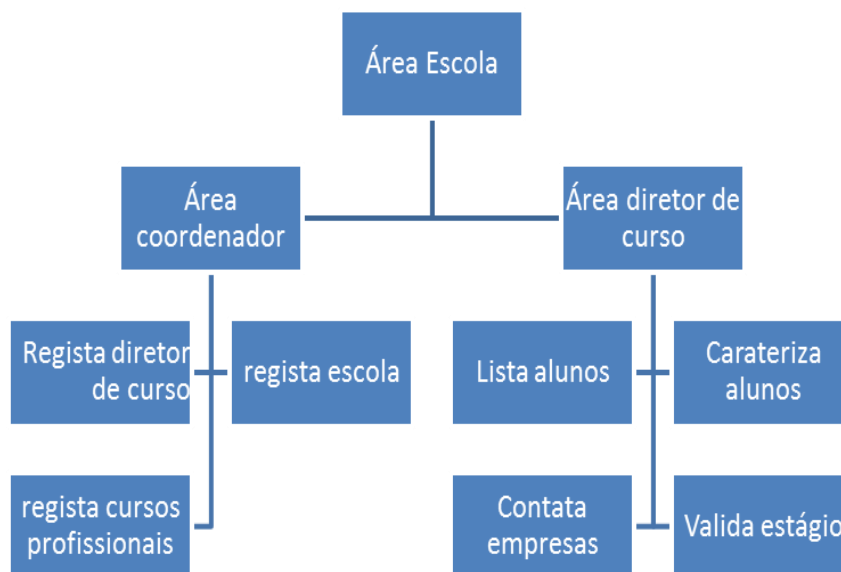 Área Escola
Área
coordenador
Área diretor de
curso
Regista diretor
de curso
regista escola
Lista alunos
Carateriza
alunos
regista cursos
profissionais
Contata
empresas
Valida estágio